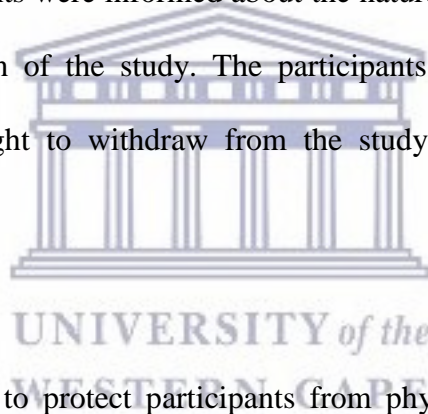 nts were informed about the natur
n of the study. The participants
ght to withdraw from the study
UNIVERSITY of the
to protect participants from phy
WESTERN CAPE